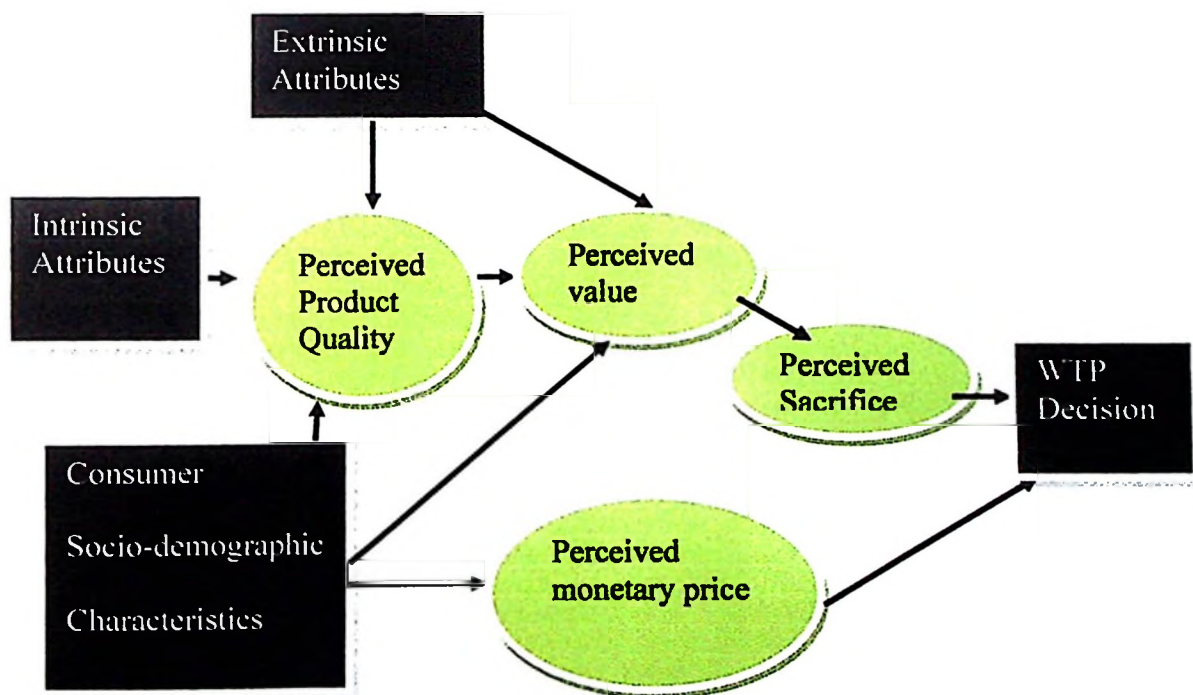 Extrinsic
Attributes
Intrinsic
Attributes
Perceived
Product
Quality
Perceived
value
Perceived
Sacrifice
WTP
Decision
Consumer
Socio-demographic
Characteristics
Perceived
monetary price